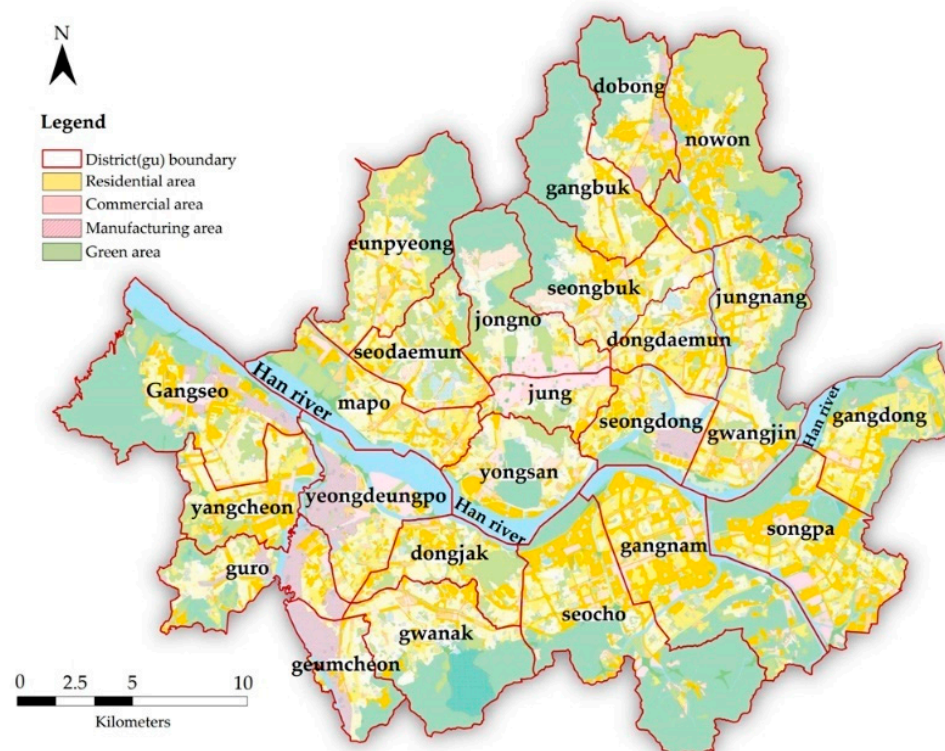 N
Legend
District(gu) boundary
Residential area
Commercial area
Manufacturing area
Green area
dobong
nowon
gangbuk
eunpyeong
seongbuk
jungnang
jongno
dongdaemun
seodaemun
Han river
Gangseo
jung
mapo
seongdong
gwangjin
Han river
gangdong
yongsan
yeongdeungpo
yangcheon
Han river
songpa
gangnam
dongjak
guro
seocho
gwanak
geumcheon
0 2.5 5 10
Kilometers